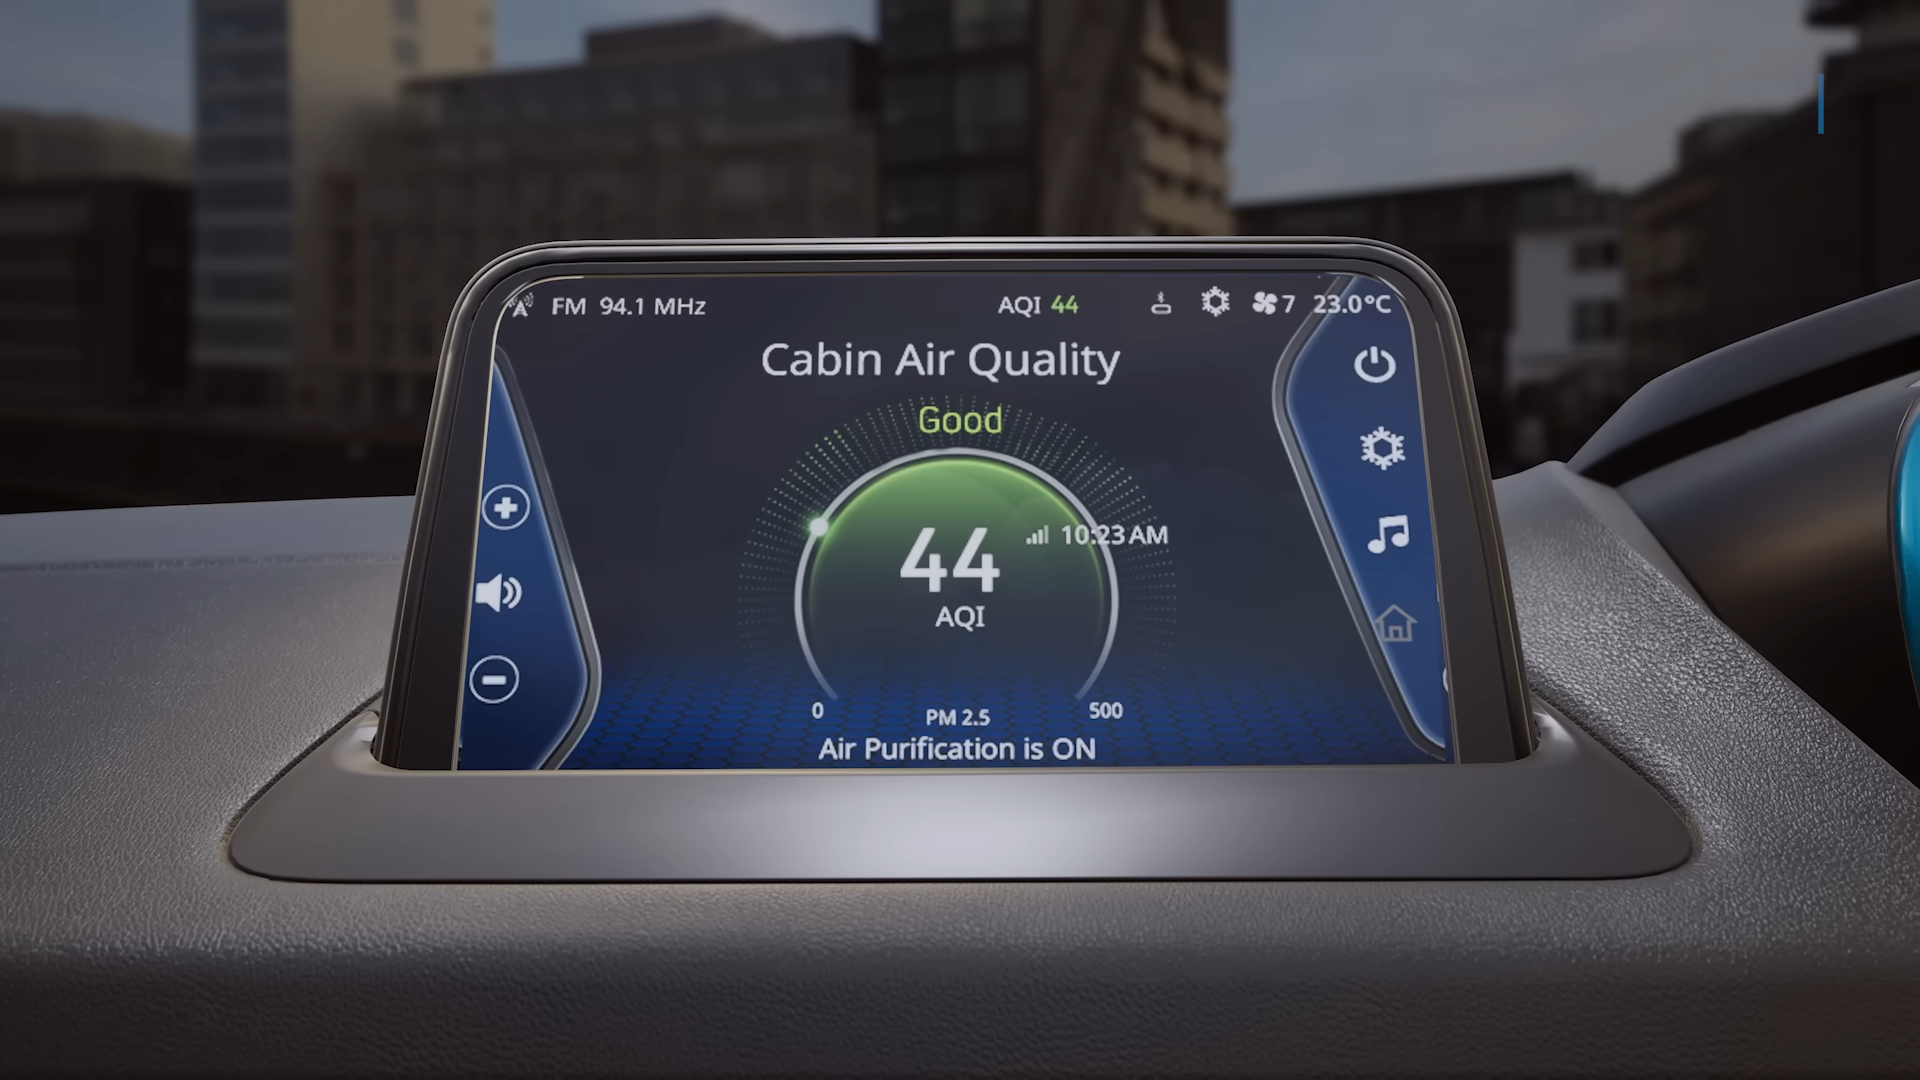 FM 94.1 MHz AQI 44 7 23.0°C
Cabin Air Quality
Good
10:23 AM
44
AQI
0 PM 2.5 500
Air Purification is ON